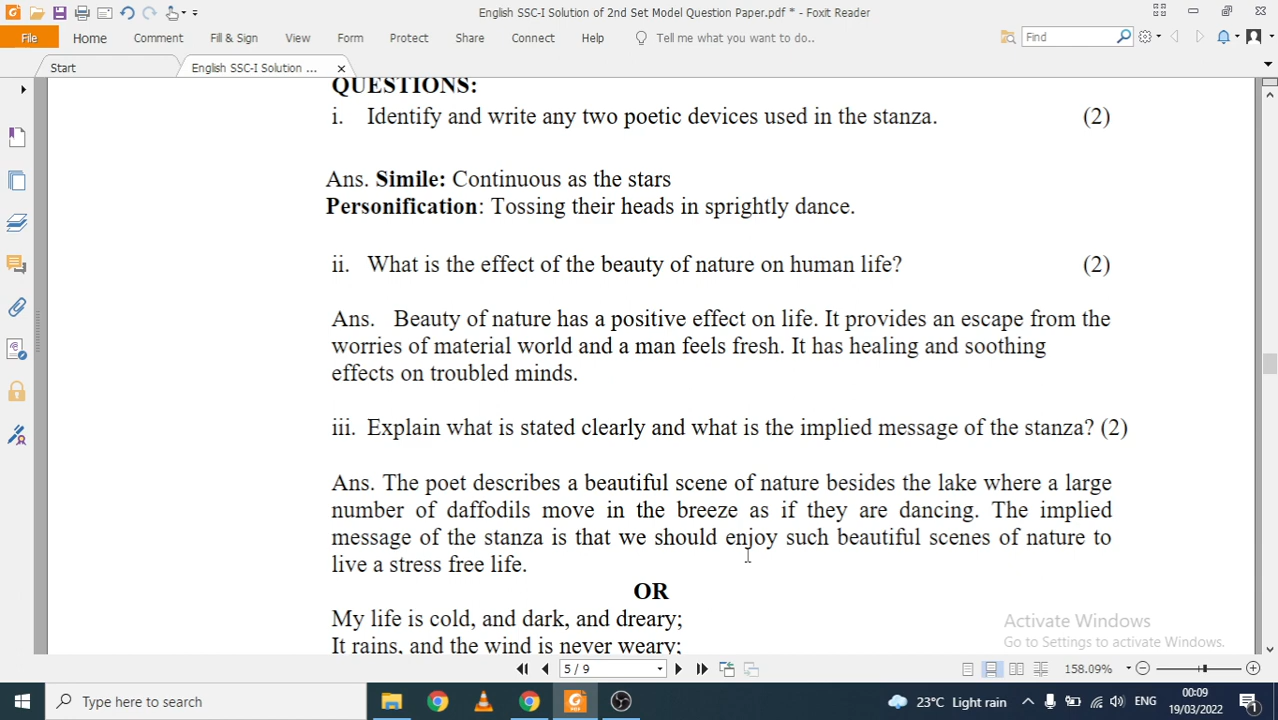 English SSC-I Solution of 2nd Set Model Question Paper.pdf * - Foxit Reader
File Home Comment Fill & Sign View Form Protect Share Connect Help Tell me what you want to do.. Find
Start English SSC-I Solution ...
QUESTIONS:
i. Identify and write any two poetic devices used in the stanza. (2)
Ans. Simile: Continuous as the stars
Personification: Tossing their heads in sprightly dance.
ii. What is the effect of the beauty of nature on human life? (2)
Ans. Beauty of nature has a positive effect on life. It provides an escape from the
worries of material world and a man feels fresh. It has healing and soothing
effects on troubled minds.
iii. Explain what is stated clearly and what is the implied message of the stanza? (2)
Ans. The poet describes a beautiful scene of nature besides the lake where a large
number of daffodils move in the breeze as if they are dancing. The implied
message of the stanza is that we should enjoy such beautiful scenes of nature to
live a stress free life.
OR
My life is cold, and dark, and dreary;
It rains, and the wind is never weary;
Activate Windows
Go to Settings to activate Windows.
5 / 9 158.09%
Type here to search 23°C Light rain ENG 00:09
19/03/2022 1